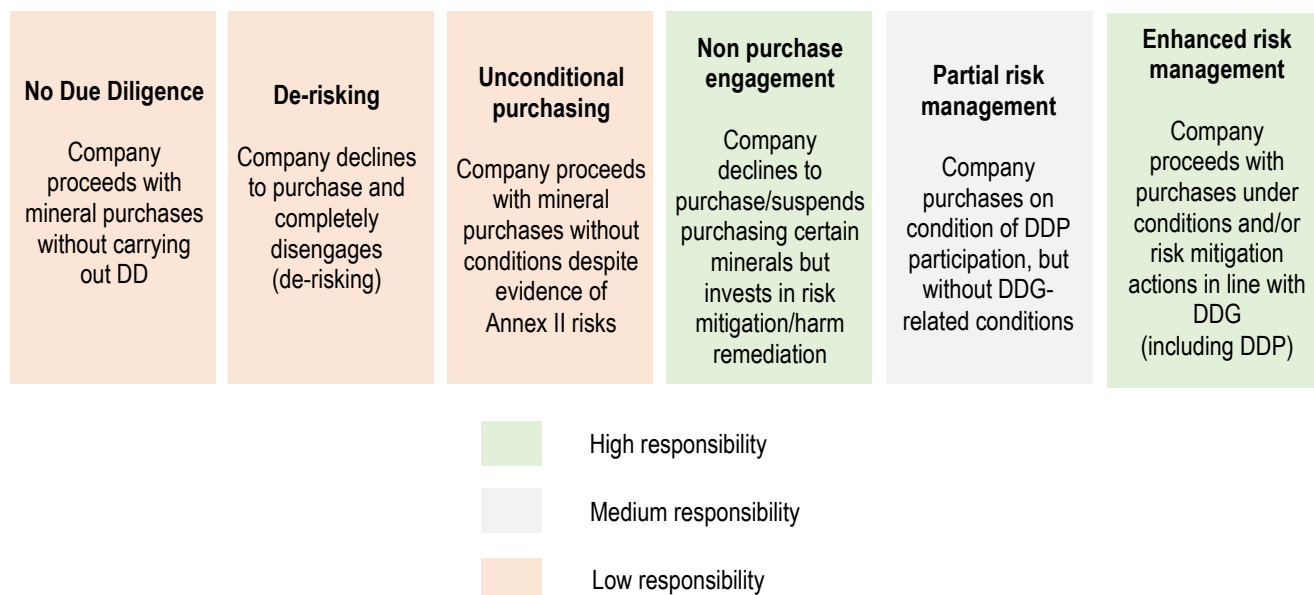 No Due Diligence
Company
proceeds with
mineral purchases
without carrying
out DD
De-risking
Company declines
to purchase and
completely
disengages
(de-risking)
Unconditional
purchasing
Company proceeds
with mineral
purchases without
conditions despite
evidence of
Annex II risks
Non purchase
engagement
Company
declines to
purchase/suspends
purchasing certain
minerals but
invests in risk
mitigation/harm
remediation
Partial risk
management
Company
purchases on
condition of DDP
participation, but
without DDG-
related conditions
Enhanced risk
management
Company
proceeds with
purchases under
conditions and/or
risk mitigation
actions in line with
DDG
(including DDP)
High responsibility
Medium responsibility
Low responsibility